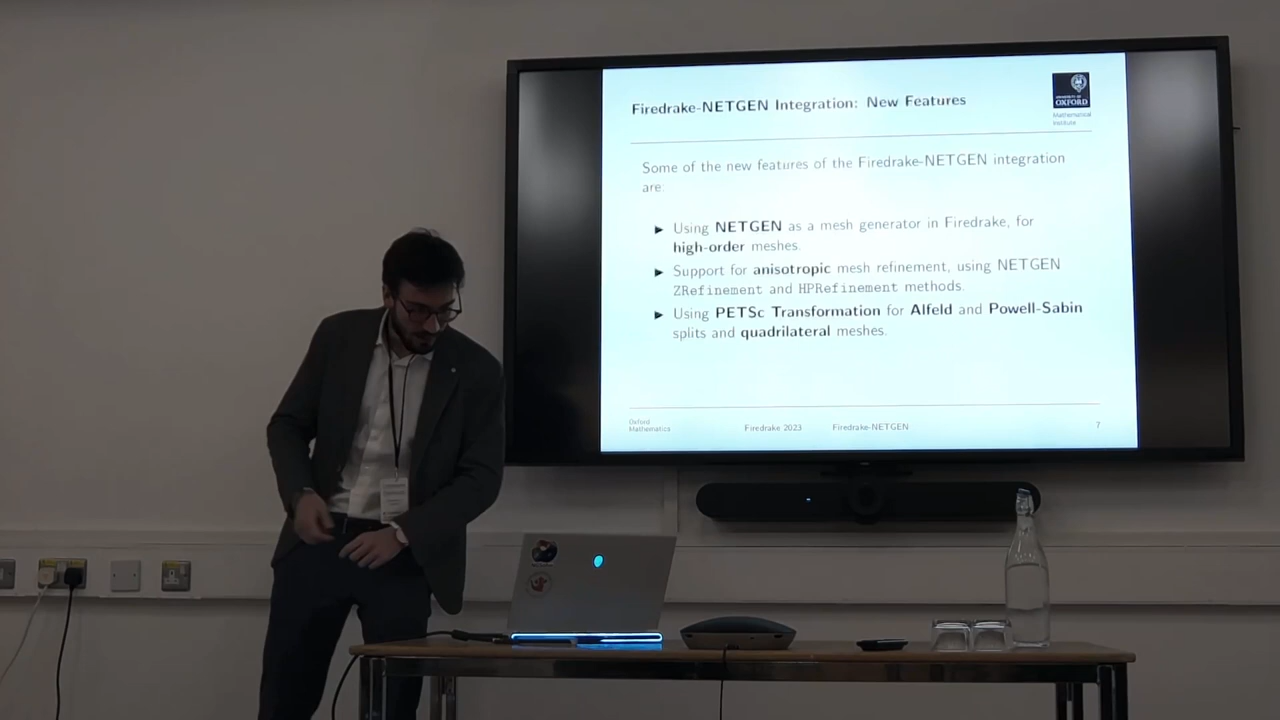 Firedrake-NETGEN Integration: New Features
UNIVERSITY OF
OXFORD
Mathematical
Institute
Some of the new features of the Firedrake-NETGEN integration
are:
► Using NETGEN as a mesh generator in Firedrake, for
high-order meshes.
► Support for anisotropic mesh refinement, using NETGEN
ZRefinement and HPRefinement methods.
► Using PETSc Transformation for Alfeld and Powell-Sabin
splits and quadrilateral meshes.
Oxford
Mathematics
Firedrake 2023
Firedrake-NETGEN
7